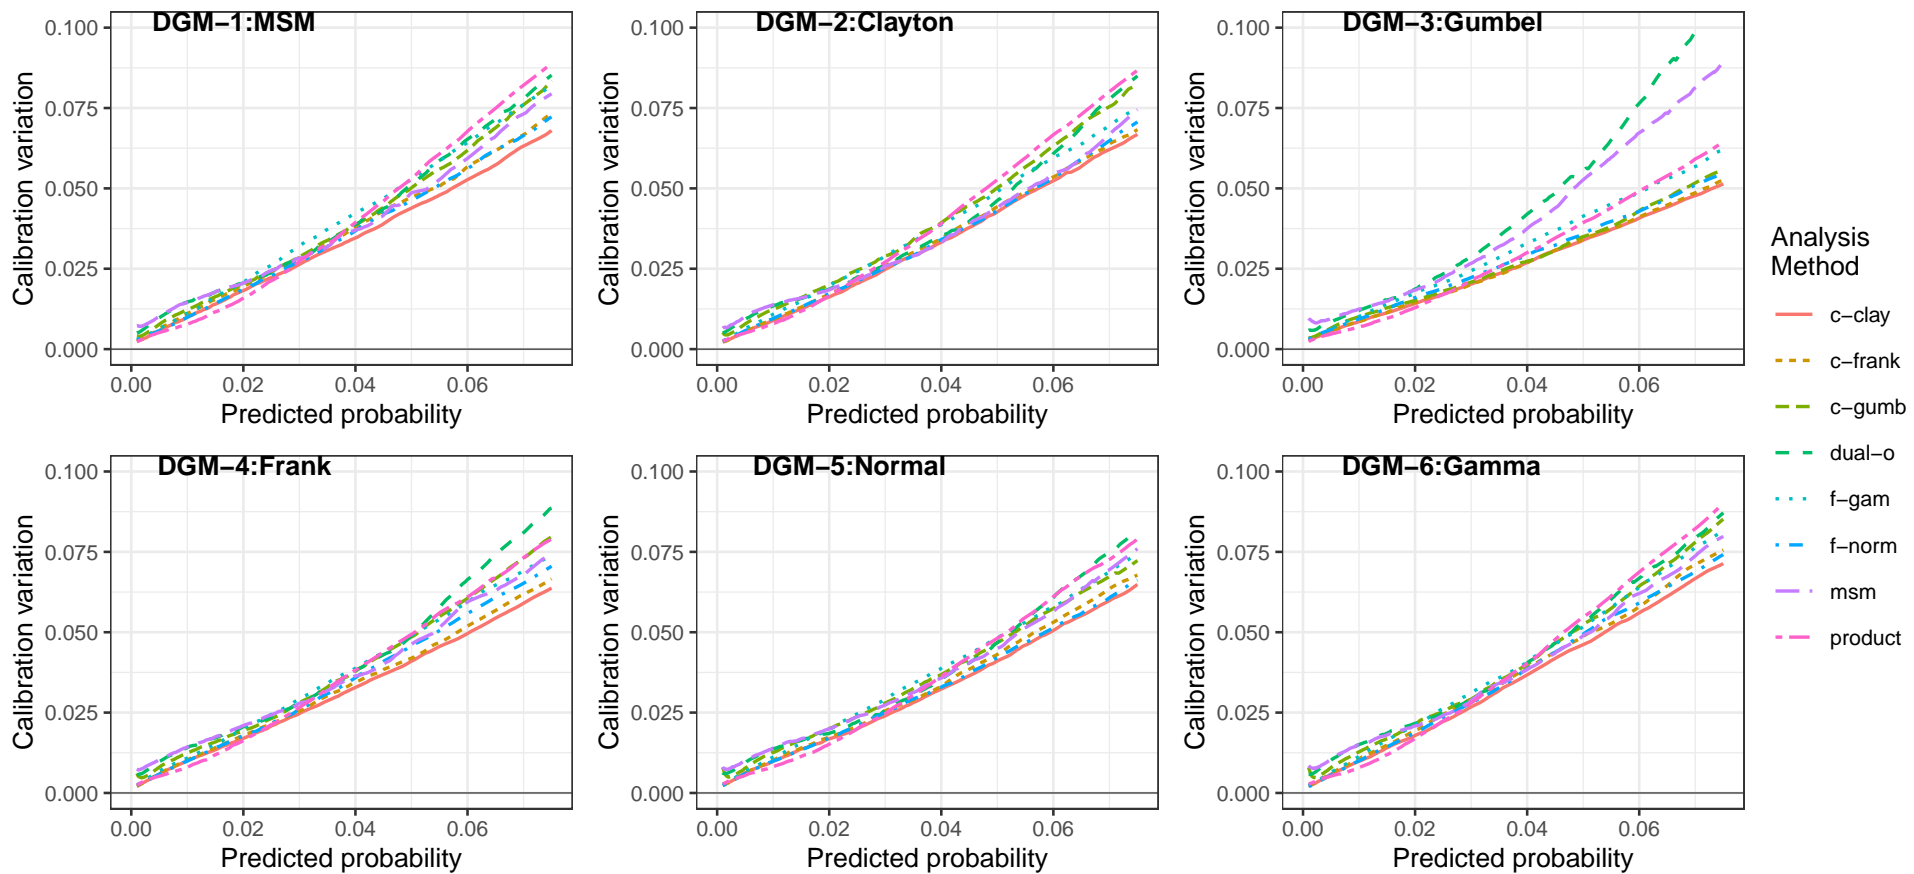 DGM−1:MSM
0.100
0.075
0.050
0.025
0.000
Calibration variation
0.00 0.02 0.04 0.06
Predicted probability
DGM−2:Clayton
0.100
0.075
0.050
0.025
0.000
Calibration variation
0.00 0.02 0.04 0.06
Predicted probability
DGM−3:Gumbel
0.100
0.075
0.050
0.025
0.000
Calibration variation
0.00 0.02 0.04 0.06
Predicted probability
DGM−4:Frank
0.100
0.075
0.050
0.025
0.000
Calibration variation
0.00 0.02 0.04 0.06
Predicted probability
DGM−5:Normal
0.100
0.075
0.050
0.025
0.000
Calibration variation
0.00 0.02 0.04 0.06
Predicted probability
DGM−6:Gamma
0.100
0.075
0.050
0.025
0.000
Calibration variation
0.00 0.02 0.04 0.06
Predicted probability
Analysis
Method
c−clay
c−frank
c−gumb
dual−o
f−gam
f−norm
msm
product